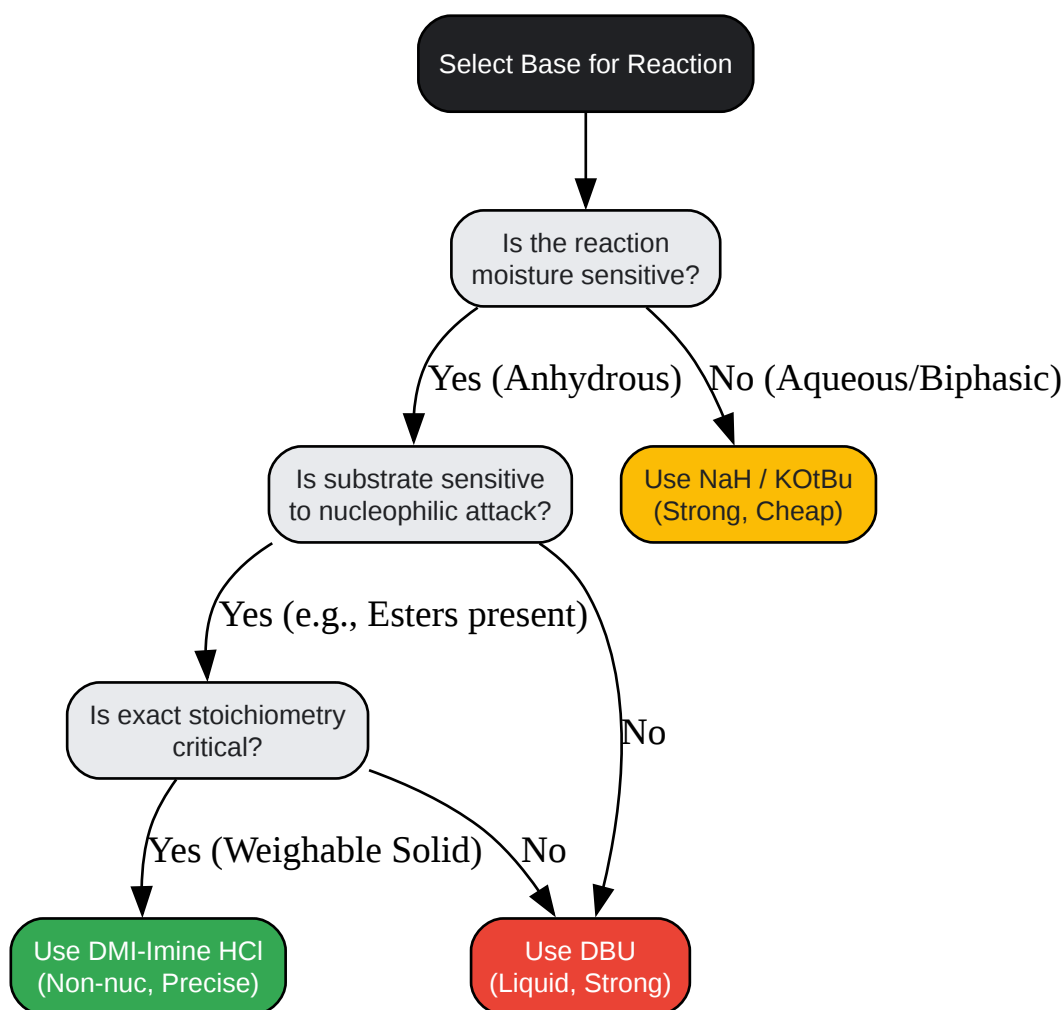 Select Base for Reaction
Is the reaction
moisture sensitive?
Yes (Anhydrous)
No (Aqueous/Biphasic)
Is substrate sensitive
to nucleophilic attack?
Use NaH / KOtBu
(Strong, Cheap)
Yes (e.g., Esters present)
No
Is exact stoichiometry
critical?
Yes (Weighable Solid)
No
Use DMI-Imine HCl
(Non-nuc, Precise)
Use DBU
(Liquid, Strong)